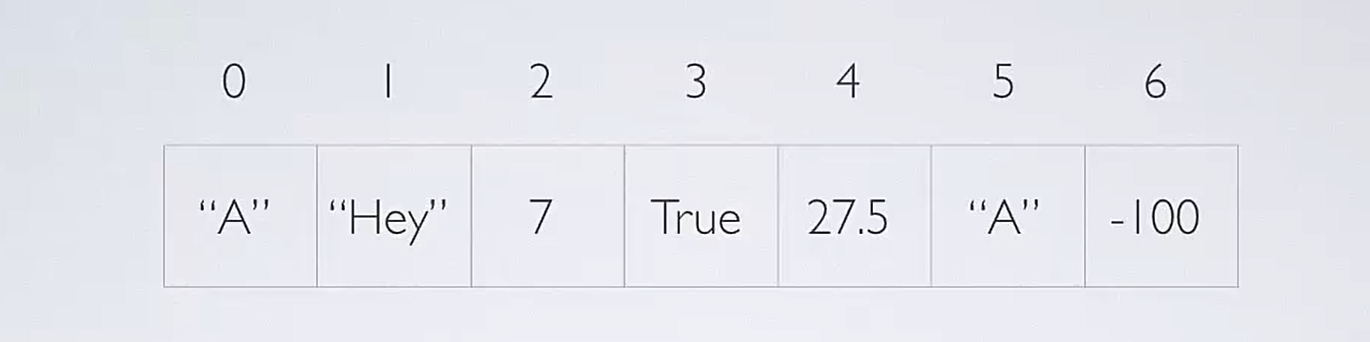 0 1 2 3 4 5 6
“A” “Hey” 7 True 27.5 “A” -100